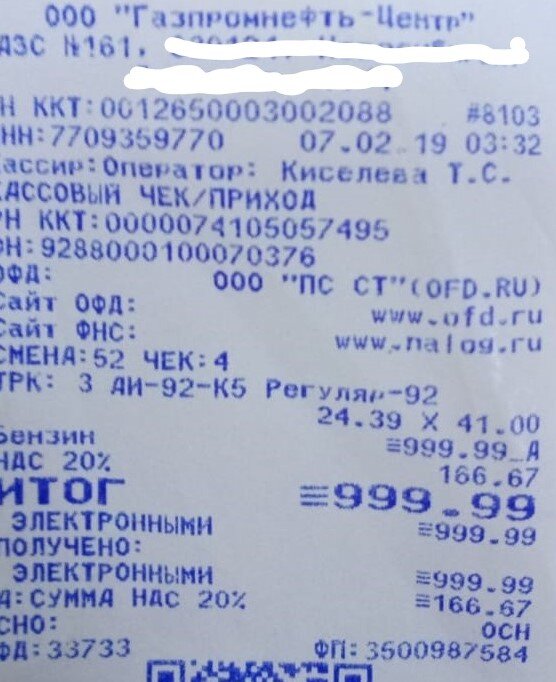 ООО "Газпромнефть-Центр"
АЗС №161,
Н ККТ:0012650003002088 #8103
НН:7709359770 07.02.19 03:32
ассир:Оператор: Киселева Т.С.
КАССОВЫЙ ЧЕК/ПРИХОД
РН ККТ:0000074105057495
ФН:9288000100070376
ОФД: ООО "ПС СТ"(OFD.RU)
Сайт ОФД: www.ofd.ru
Сайт ФНС: www.nalog.ru
СМЕНА:52 ЧЕК:4
ТРК: 3 АИ-92-К5 Регуляр-92
24.39 X 41.00
Бензин ≡999.99_А
НДС 20% 166.67
ИТОГ ≡999.99
ЭЛЕКТРОННЫМИ ≡999.99
ПОЛУЧЕНО:
ЭЛЕКТРОННЫМИ ≡999.99
А:СУММА НДС 20% ≡166.67
СНО: ОСН
ФД:33733 ФП:3500987584